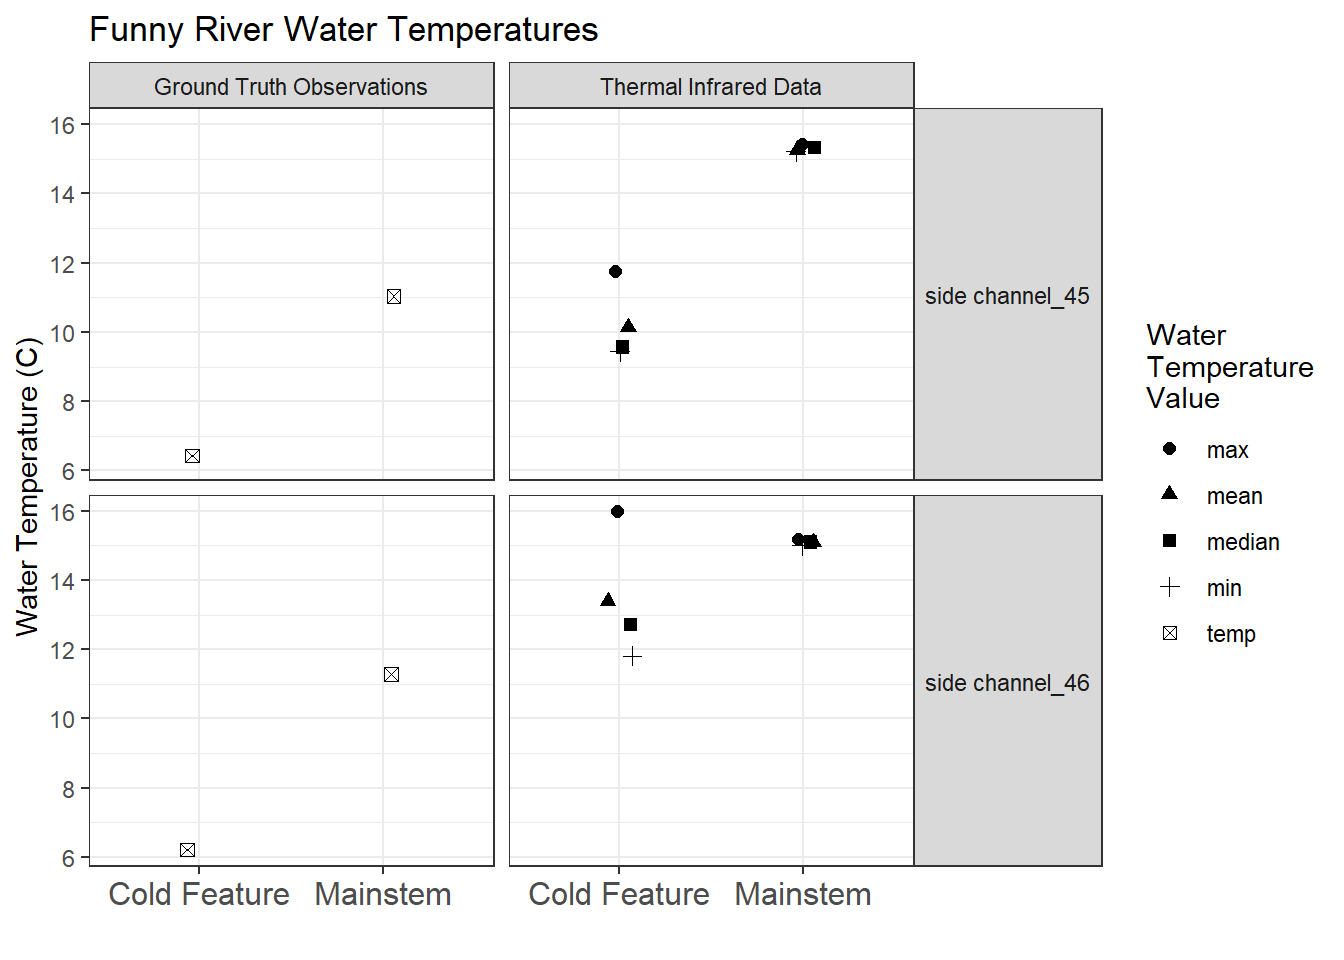 Funny River Water Temperatures
Ground Truth Observations
Thermal Infrared Data
Water Temperature (C)
16
14
12
10
8
6
side channel_45
16
14
12
10
8
6
side channel_46
Cold Feature
Mainstem
Cold Feature
Mainstem
Water
Temperature
Value
max
mean
median
min
temp